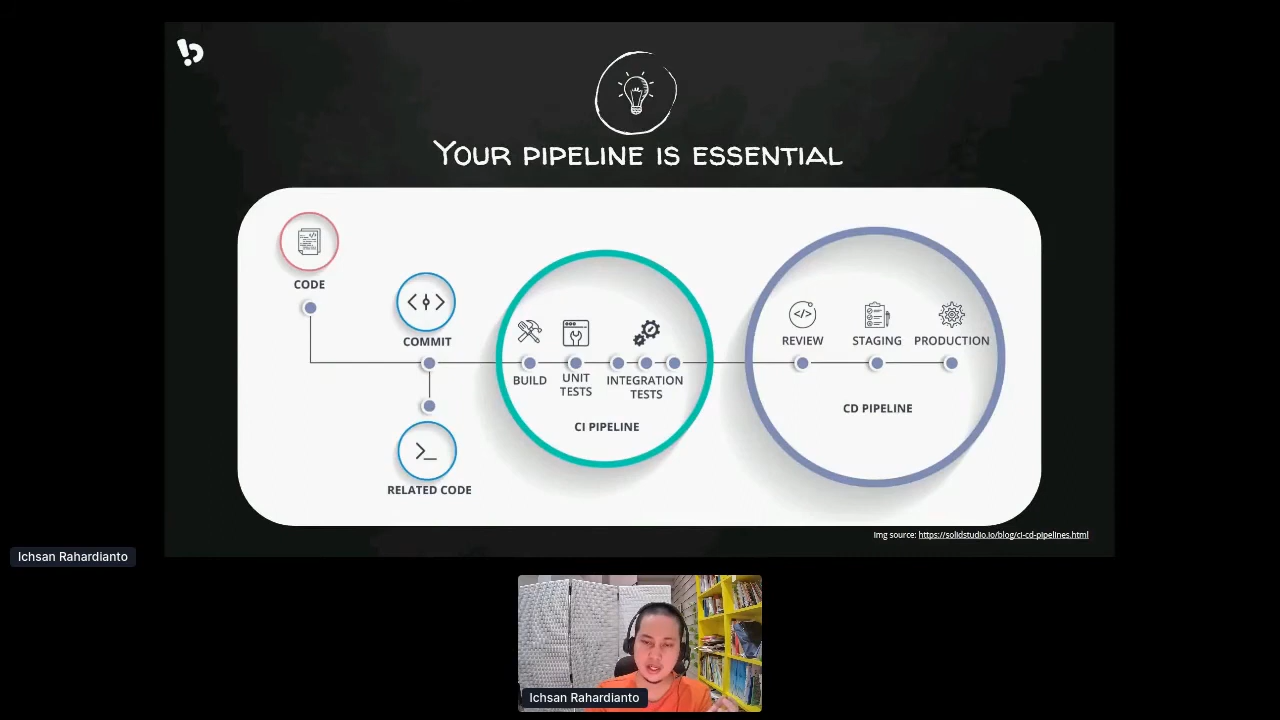 Your pipeline is essential
CODE
COMMIT
RELATED CODE
BUILD
UNIT
TESTS
INTEGRATION
TESTS
CI PIPELINE
REVIEW
STAGING
PRODUCTION
CD PIPELINE
Img source: https://solidstudio.io/blog/ci-cd-pipelines.html
Ichsan Rahardianto
Ichsan Rahardianto